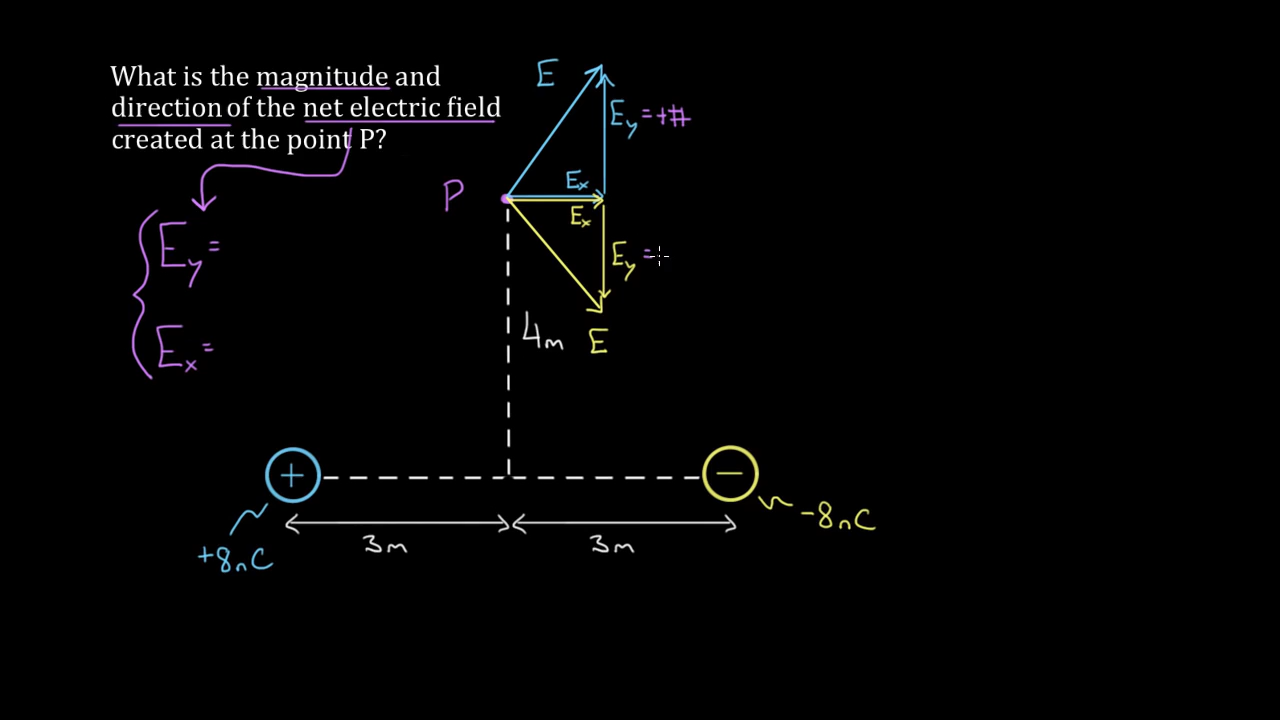 What is the magnitude and
direction of the net electric field
created at the point P?
E
Ey = +#
P
Ex
Ex
Ey =
Ey =
E
4m
Ex =
+
−
-8nC
+8nC
3m
3m